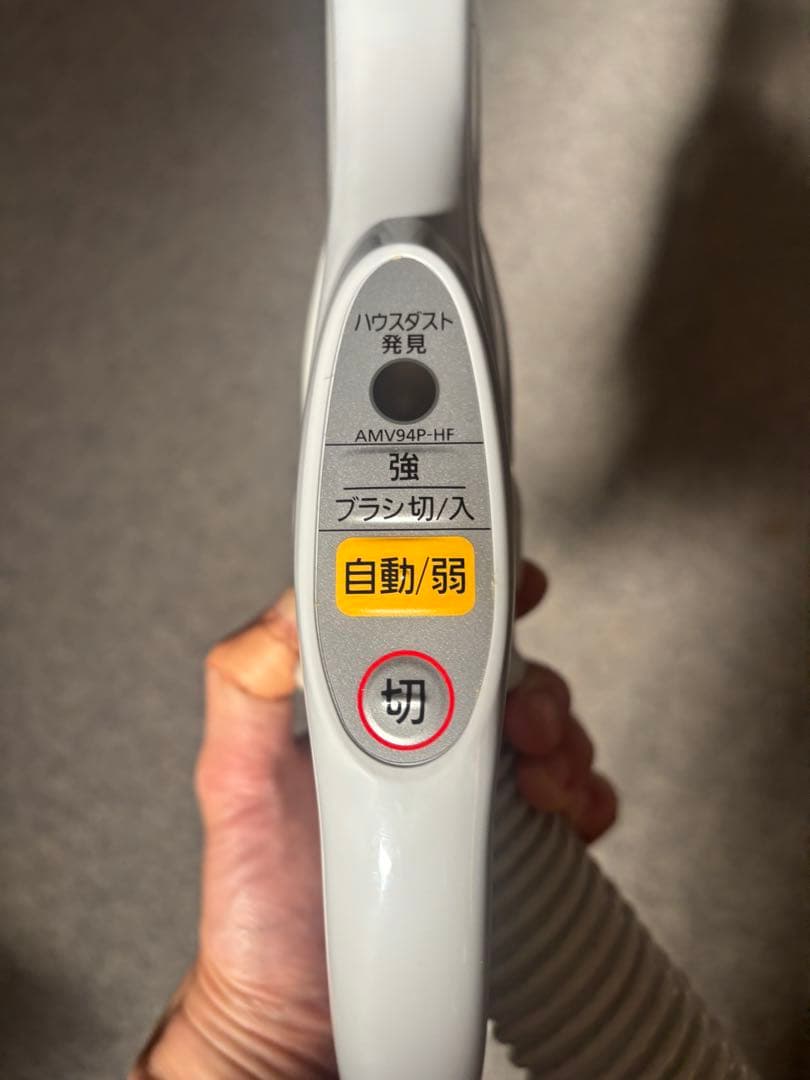 ハウスダスト
発見
AMV94P-HF
強
ブラシ切/入
自動/弱
切